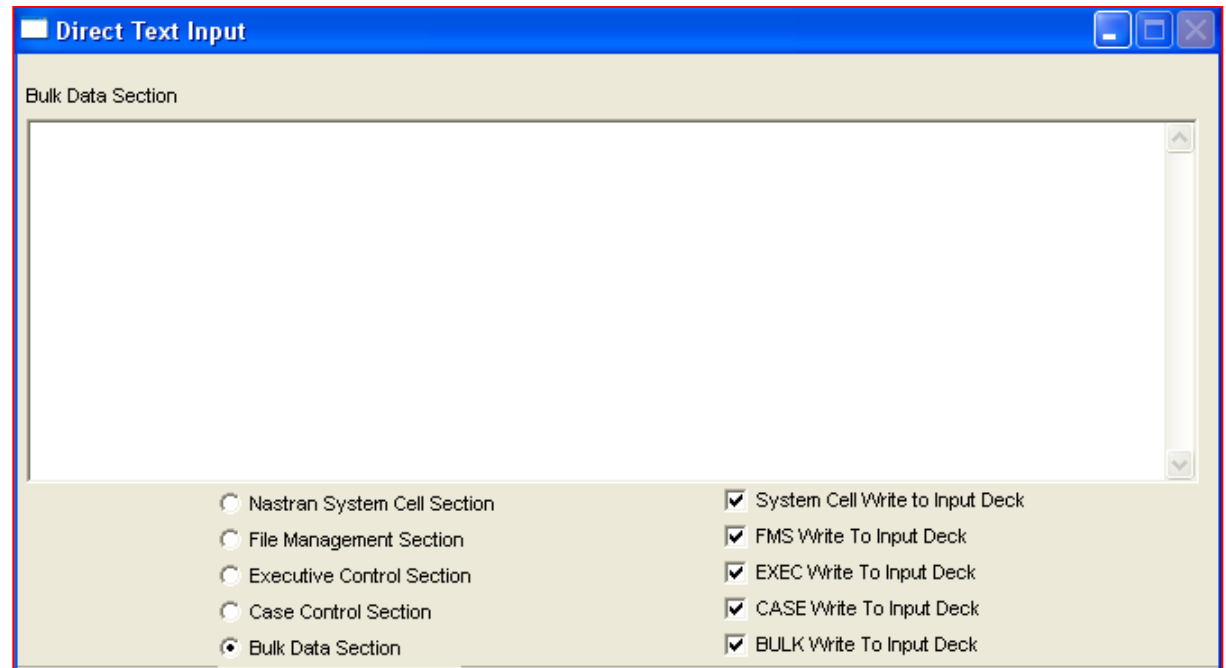 Direct Text Input
Bulk Data Section
Nastran System Cell Section
System Cell Write to Input Deck
File Management Section
FMS Write To Input Deck
Executive Control Section
EXEC Write To Input Deck
Case Control Section
CASE Write To Input Deck
Bulk Data Section
BULK Write To Input Deck